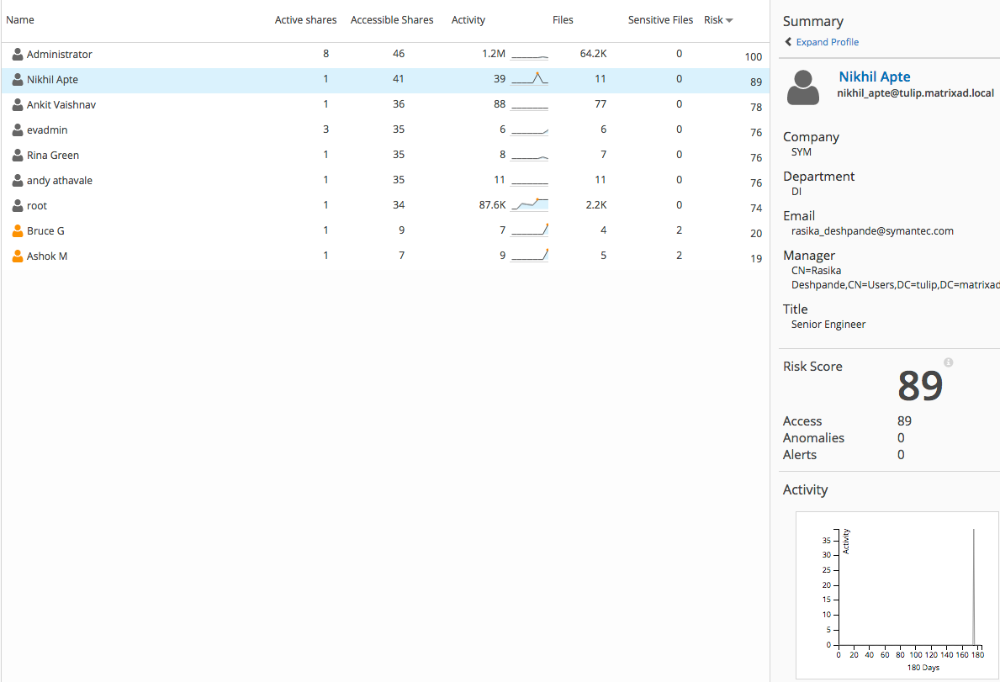 Name Active shares Accessible Shares Activity Files Sensitive Files Risk
Administrator 8 46 1.2M 64.2K 0 100
Nikhil Apte 1 41 39 11 0 89
Ankit Vaishnav 1 36 88 77 0 78
evadmin 3 35 6 6 0 76
Rina Green 1 35 8 7 0 76
andy athavale 1 35 11 11 0 76
root 1 34 87.6K 2.2K 0 74
Bruce G 1 9 7 4 2 20
Ashok M 1 7 9 5 2 19
Summary
Expand Profile
Nikhil Apte
nikhil_apte@tulip.matrixad.local
Company
SYM
Department
DI
Email
rasika_deshpande@symantec.com
Manager
CN=Rasika
Deshpande,CN=Users,DC=tulip,DC=matrixad
Title
Senior Engineer
Risk Score
89
Access 89
Anomalies 0
Alerts 0
Activity
Activity
35
30
25
20
15
10
5
0
0 20 40 60 80 100 120 140 160 180
180 Days